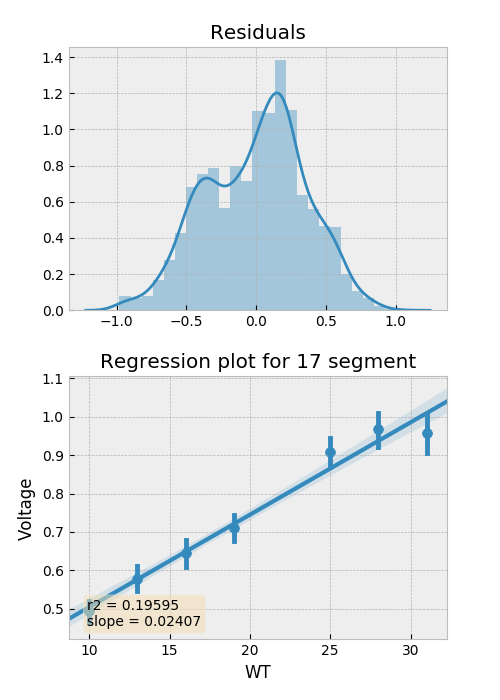 Residuals
1.4
1.2
1.0
0.8
0.6
0.4
0.2
0.0
−1.0 −0.5 0.0 0.5 1.0
Regression plot for 17 segment
1.1
1.0
0.9
0.8
0.7
0.6
0.5
Voltage
r2 = 0.19595
slope = 0.02407
10 15 20 25 30
WT